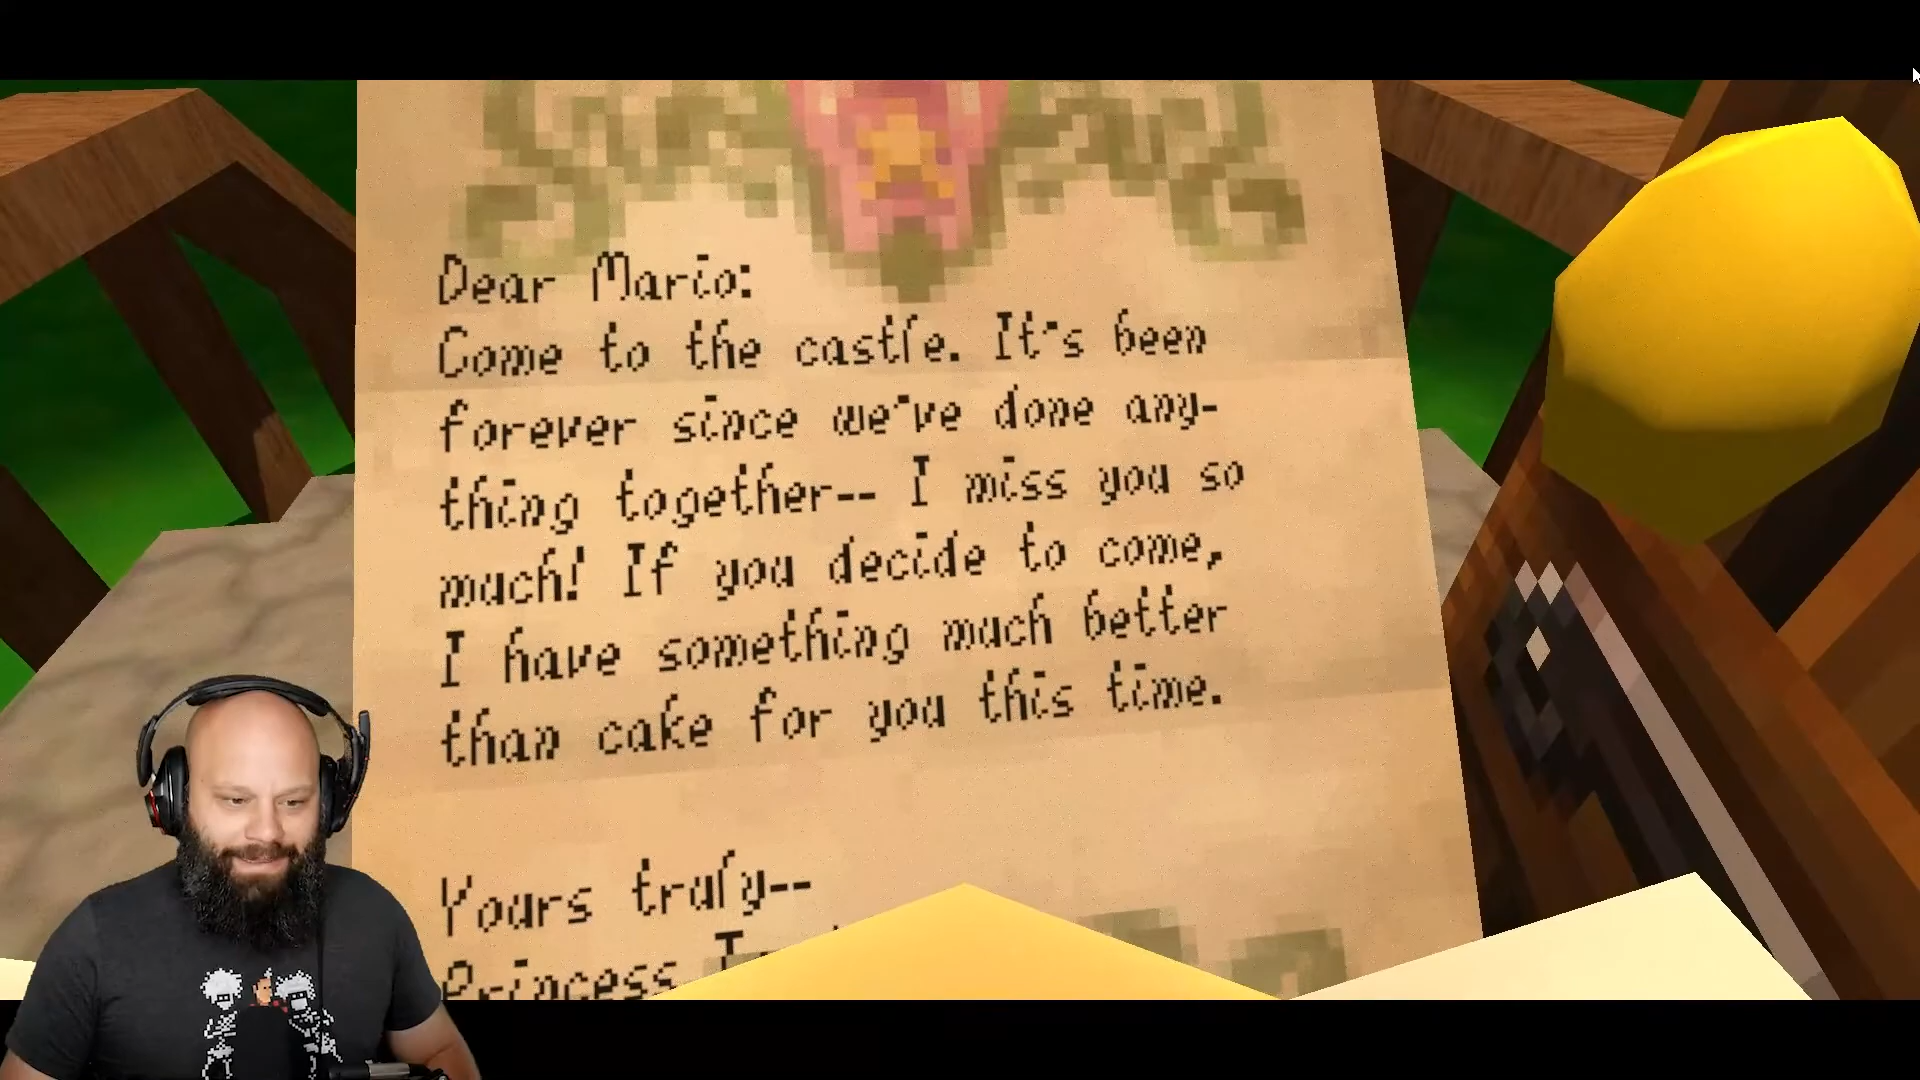 Dear Mario:
Come to the castle. It's been
forever since we've done any-
thing together-- I miss you so
much! If you decide to come,
I have something much better
than cake for you this time.
Yours truly--
Princess